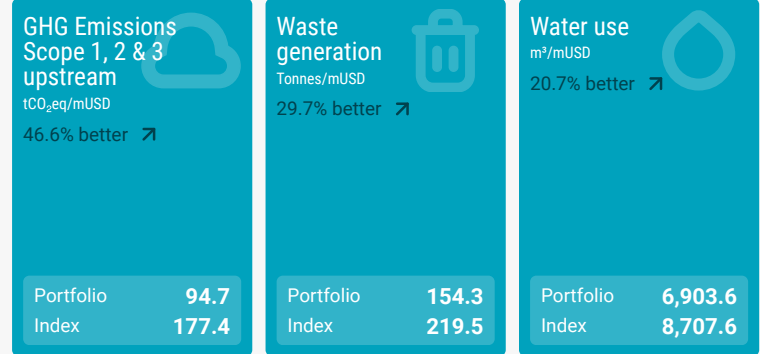 GHG Emissions
Scope 1, 2 & 3
upstream
tCO₂eq/mUSD
46.6% better
Portfolio 94.7
Index 177.4
Waste
generation
Tonnes/mUSD
29.7% better
Portfolio 154.3
Index 219.5
Water use
m³/mUSD
20.7% better
Portfolio 6,903.6
Index 8,707.6